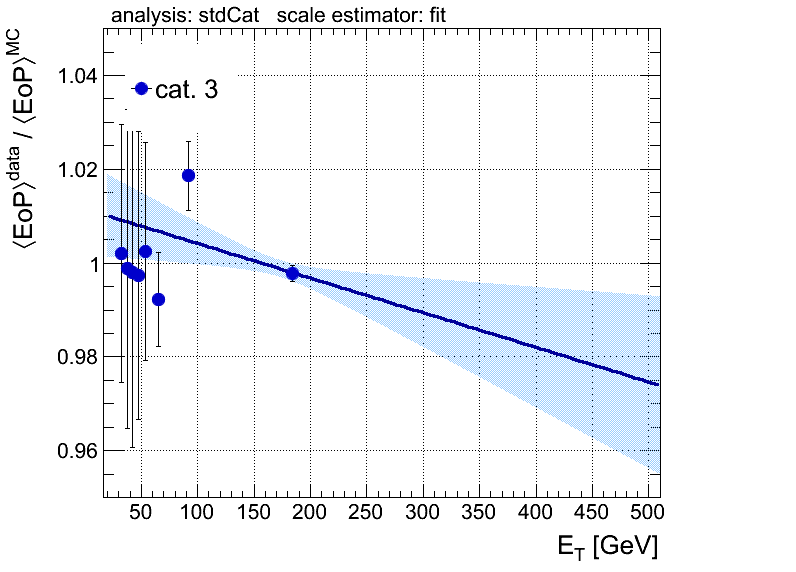 analysis: stdCat   scale estimator: fit
⟨EoP⟩^data / ⟨EoP⟩^MC
cat. 3
1.04
1.02
1
0.98
0.96
50 100 150 200 250 300 350 400 450 500
E_T [GeV]